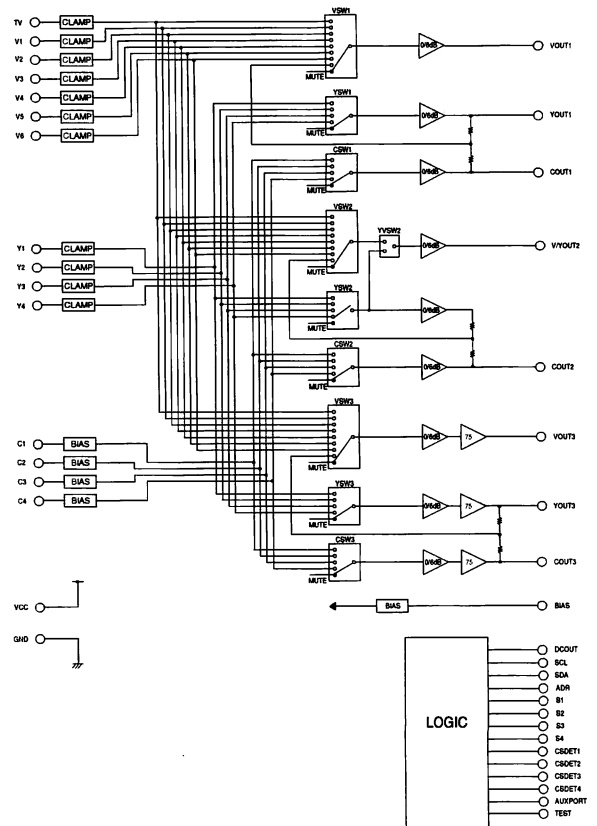 VSW1
TV CLAMP
V1 CLAMP
V2 CLAMP 0/6dB VOUT1
V3 CLAMP
V4 CLAMP
V5 CLAMP
V6 CLAMP
MUTE
YSW1
0/6dB YOUT1
MUTE
CSW1
0/6dB COUT1
MUTE
VSW2
YVSW2
Y1 CLAMP 0/6dB V/YOUT2
Y2 CLAMP
Y3 CLAMP
Y4 CLAMP
YSW2
0/6dB
MUTE
CSW2
0/6dB COUT2
MUTE
VSW3
0/6dB 75 VOUT3
C1 BIAS
C2 BIAS
C3 BIAS
C4 BIAS
YSW3
0/6dB 75 YOUT3
MUTE
CSW3
0/6dB 75 COUT3
MUTE
VCC BIAS BIAS
GND
LOGIC
DCOUT
SCL
SDA
ADR
S1
S2
S3
S4
CSDET1
CSDET2
CSDET3
CSDET4
AUXPORT
TEST